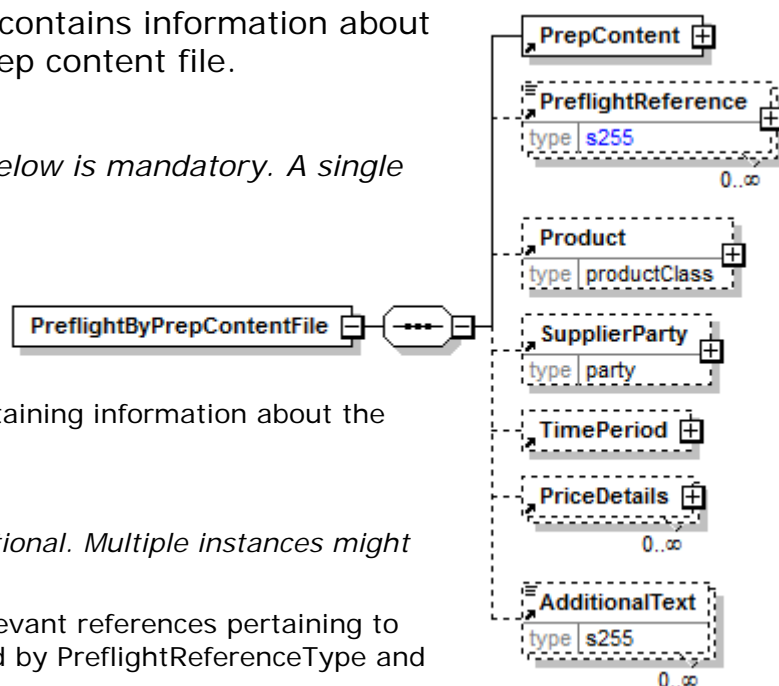 contains information about
ep content file.
elow is mandatory. A single
taining information about the
tional. Multiple instances might
evant references pertaining to
d by PreflightReferenceType and
PreflightByPrepContentFile
PrepContent
PreflightReference
type s255
0..∞
Product
type productClass
SupplierParty
type party
TimePeriod
PriceDetails
0..∞
AdditionalText
type s255
0..∞